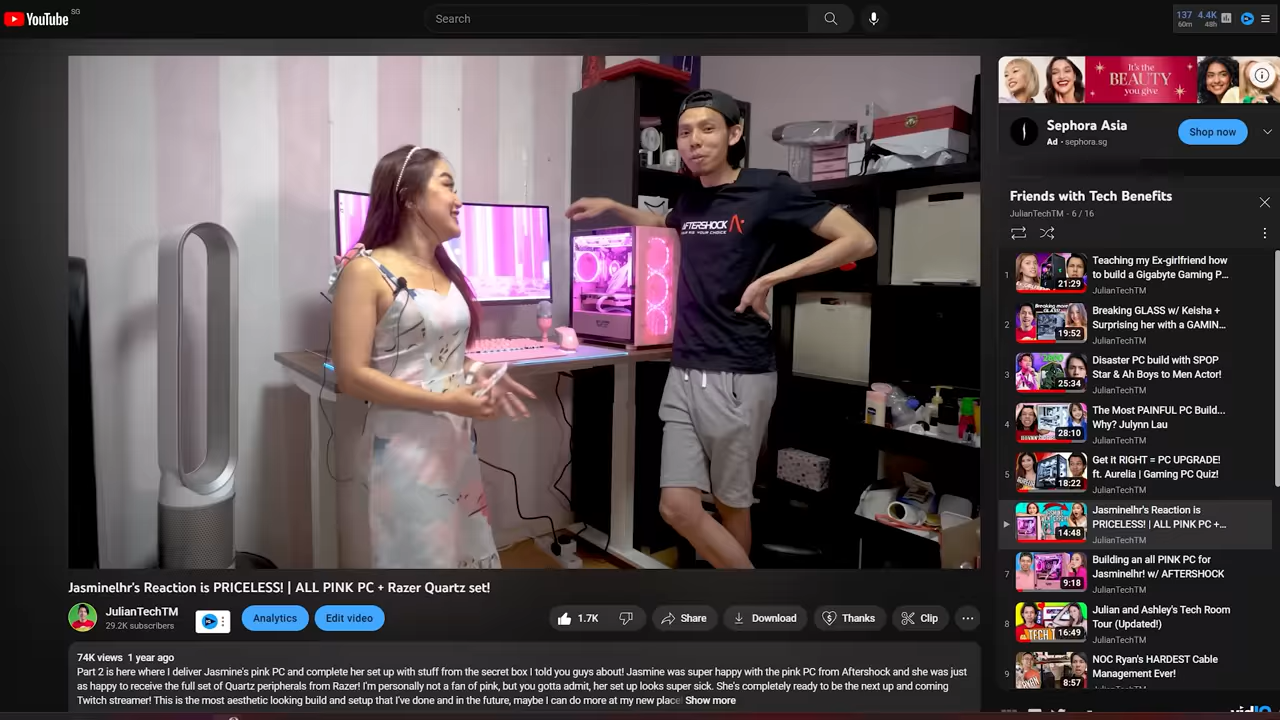 YouTube SG
Search
137 4.4K
60m 48h
AFTERSHOCK
It's the
BEAUTY
you give
Sephora Asia
Ad · sephora.sg
Shop now
Friends with Tech Benefits
JulianTechTM - 6 / 16
1
21:29
Teaching my Ex-girlfriend how
to build a Gigabyte Gaming P...
JulianTechTM
2
19:52
Breaking GLASS w/ Keisha +
Surprising her with a GAMIN...
JulianTechTM
3
25:34
Disaster PC build with SPOP
Star & Ah Boys to Men Actor!
JulianTechTM
4
28:10
The Most PAINFUL PC Build...
Why? Julynn Lau
JulianTechTM
5
18:22
Get it RIGHT = PC UPGRADE!
ft. Aurelia | Gaming PC Quiz!
JulianTechTM
14:48
Jasminelhr's Reaction is
PRICELESS! | ALL PINK PC +...
JulianTechTM
7
9:18
Building an all PINK PC for
Jasminelhr! w/ AFTERSHOCK
JulianTechTM
8
16:49
Julian and Ashley's Tech Room
Tour (Updated!)
JulianTechTM
9
8:57
NOC Ryan's HARDEST Cable
Management Ever!
JulianTechTM
Jasminelhr's Reaction is PRICELESS! | ALL PINK PC + Razer Quartz set!
JulianTechTM
29.2K subscribers
Analytics
Edit video
1.7K
Share
Download
Thanks
Clip
74K views 1 year ago
Part 2 is here where I deliver Jasmine's pink PC and complete her set up with stuff from the secret box I told you guys about! Jasmine was super happy with the pink PC from Aftershock and she was just
as happy to receive the full set of Quartz peripherals from Razer! I'm personally not a fan of pink, but you gotta admit, her set up looks super sick. She's completely ready to be the next up and coming
Twitch streamer! This is the most aesthetic looking build and setup that I've done and in the future, maybe I can do more at my new place! Show more